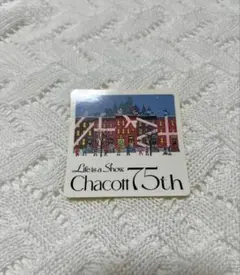 Life is a Show.
Chacott 75th